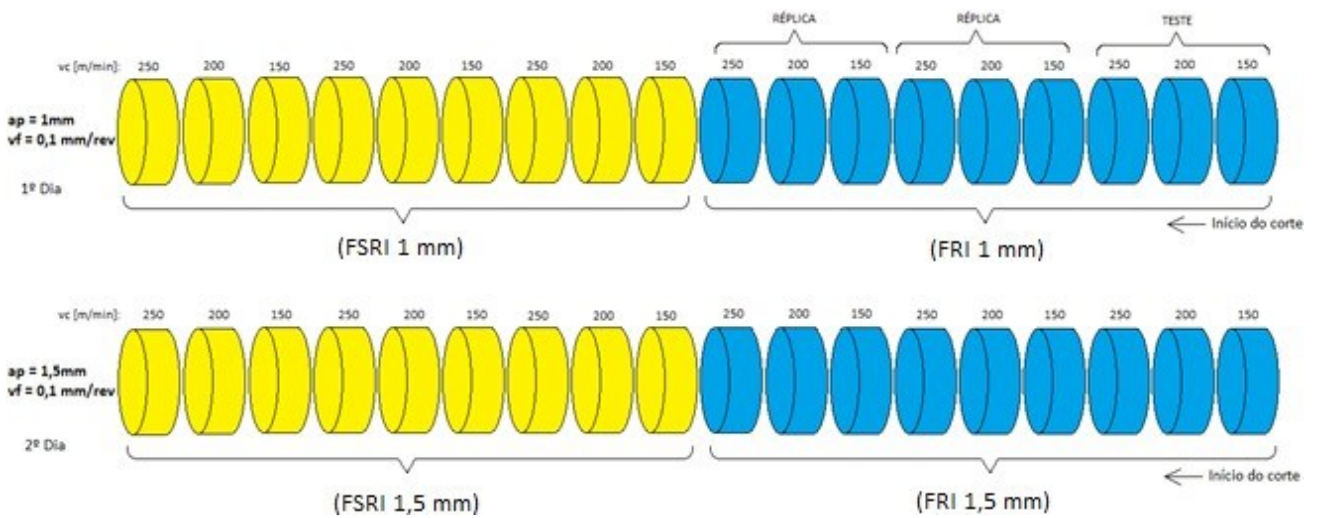 RÉPLICA RÉPLICA TESTE
vc [m/min]: 250 200 150 250 200 150 250 200 150 250 200 150 250 200 150 250 200 150
ap = 1mm
vf = 0,1 mm/rev
1º Dia
Início do corte
(FSRI 1 mm) (FRI 1 mm)
vc [m/min]: 250 200 150 250 200 150 250 200 150 250 200 150 250 200 150 250 200 150
ap = 1,5mm
vf = 0,1 mm/rev
2º Dia
Início do corte
(FSRI 1,5 mm) (FRI 1,5 mm)